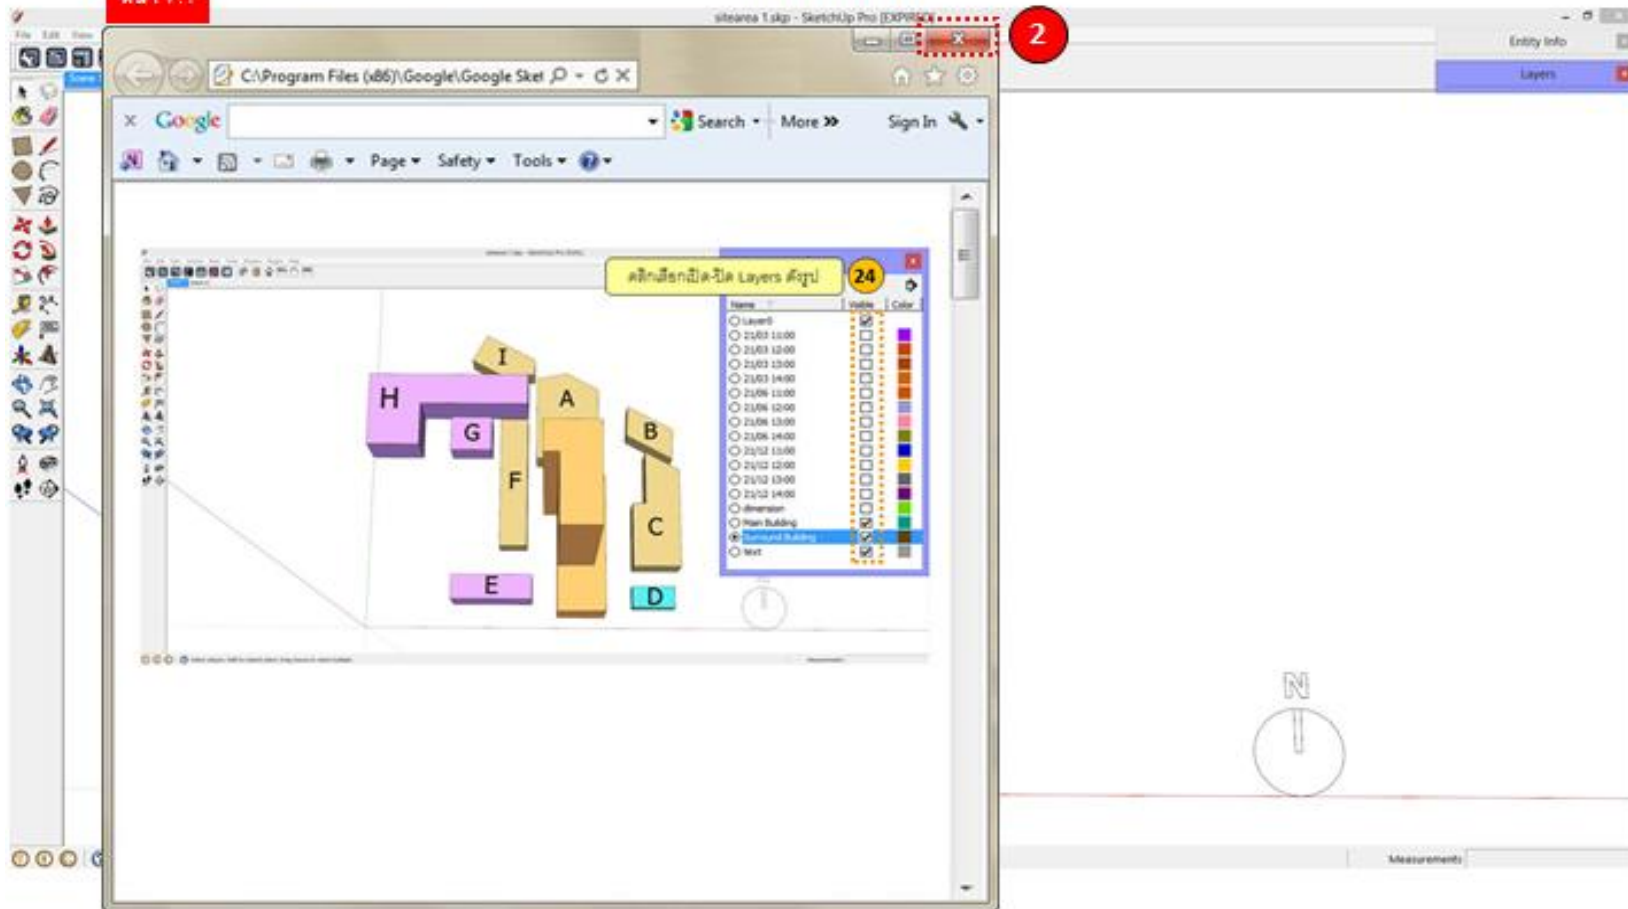 sitearea 1.skp - SketchUp Pro [EXPIRED]
File Edit View
2
Entity Info
Layers
C:\Program Files (x86)\Google\Google Sket
x Google
Search More »
Sign In
Page Safety Tools
คลิกเลือกเปิด-ปิด Layers ดังรูป
24
Name Visible Color
Layer0
21/03 11:00
21/03 12:00
21/03 13:00
21/03 14:00
21/06 11:00
21/06 12:00
21/06 13:00
21/06 14:00
21/12 11:00
21/12 12:00
21/12 13:00
21/12 14:00
dimension
Main Building
Surround Building
text
I
H
A
G
B
F
C
E
D
N
Measurements